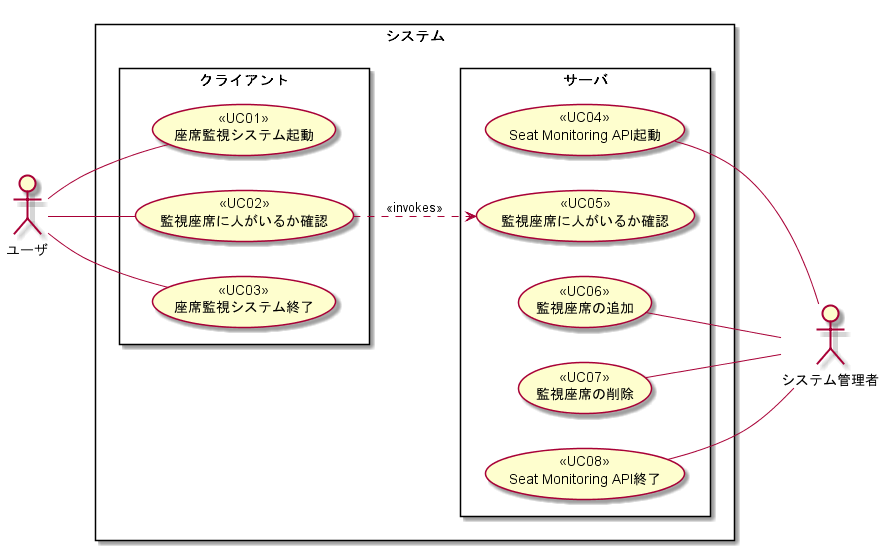 システム
クライアント
サーバ
«UC01»
座席監視システム起動
«UC04»
Seat Monitoring API起動
«UC02»
監視座席に人がいるか確認
«invokes»
«UC05»
監視座席に人がいるか確認
ユーザ
«UC03»
座席監視システム終了
«UC06»
監視座席の追加
«UC07»
監視座席の削除
システム管理者
«UC08»
Seat Monitoring API終了